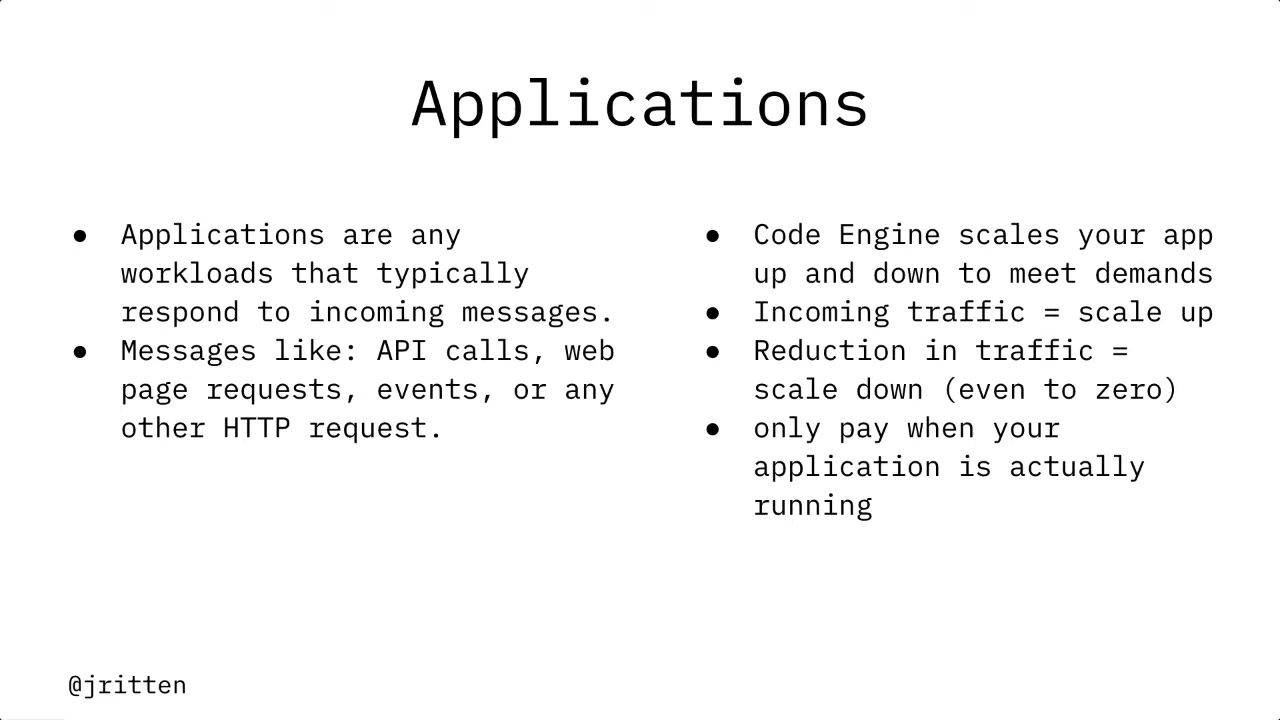 Applications
● Applications are any
workloads that typically
respond to incoming messages.
● Messages like: API calls, web
page requests, events, or any
other HTTP request.
● Code Engine scales your app
up and down to meet demands
● Incoming traffic = scale up
● Reduction in traffic =
scale down (even to zero)
● only pay when your
application is actually
running
@jritten